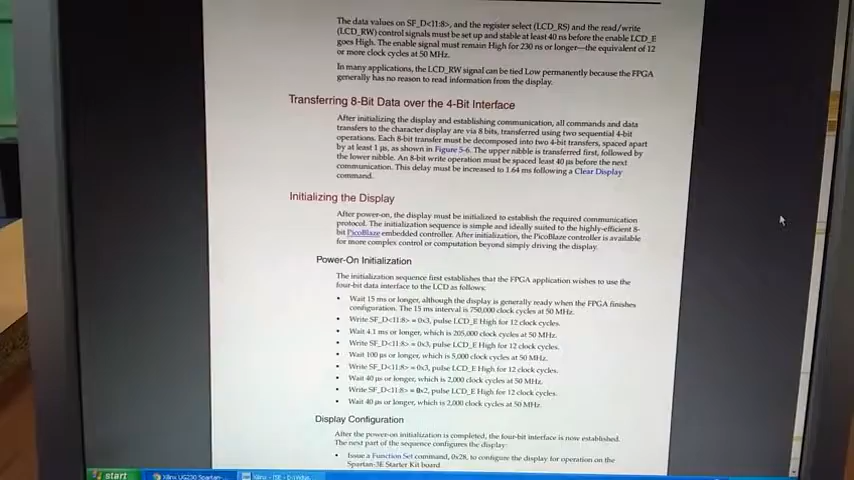 The data values on SF_D<11:8>, and the register select (LCD_RS) and the read/write
(LCD_RW) control signals must be set up and stable at least 40 ns before the enable LCD_E
goes High. The enable signal must remain High for 230 ns or longer—the equivalent of 12
or more clock cycles at 50 MHz.
In many applications, the LCD_RW signal can be tied Low permanently because the FPGA
generally has no reason to read information from the display.
Transferring 8-Bit Data over the 4-Bit Interface
After initializing the display and establishing communication, all commands and data
transfers to the character display are via 8 bits, transferred using two sequential 4-bit
operations. Each 8-bit transfer must be decomposed into two 4-bit transfers, spaced apart
by at least 1 μs, as shown in Figure 5-6. The upper nibble is transferred first, followed by
the lower nibble. An 8-bit write operation must be spaced least 40 μs before the next
communication. This delay must be increased to 1.64 ms following a Clear Display
command.
Initializing the Display
After power-on, the display must be initialized to establish the required communication
protocol. The initialization sequence is simple and ideally suited to the highly-efficient 8-
bit PicoBlaze embedded controller. After initialization, the PicoBlaze controller is available
for more complex control or computation beyond simply driving the display.
Power-On Initialization
The initialization sequence first establishes that the FPGA application wishes to use the
four-bit data interface to the LCD as follows:
• Wait 15 ms or longer, although the display is generally ready when the FPGA finishes
configuration. The 15 ms interval is 750,000 clock cycles at 50 MHz.
• Write SF_D<11:8> = 0x3, pulse LCD_E High for 12 clock cycles.
• Wait 4.1 ms or longer, which is 205,000 clock cycles at 50 MHz.
• Write SF_D<11:8> = 0x3, pulse LCD_E High for 12 clock cycles.
• Wait 100 μs or longer, which is 5,000 clock cycles at 50 MHz.
• Write SF_D<11:8> = 0x3, pulse LCD_E High for 12 clock cycles.
• Wait 40 μs or longer, which is 2,000 clock cycles at 50 MHz.
• Write SF_D<11:8> = 0x2, pulse LCD_E High for 12 clock cycles.
• Wait 40 μs or longer, which is 2,000 clock cycles at 50 MHz.
Display Configuration
After the power-on initialization is completed, the four-bit interface is now established.
The next part of the sequence configures the display:
• Issue a Function Set command, 0x28, to configure the display for operation on the
Spartan-3E Starter Kit board
start Xilinx UG230 Spartan-... Xilinx - ISE - D:\